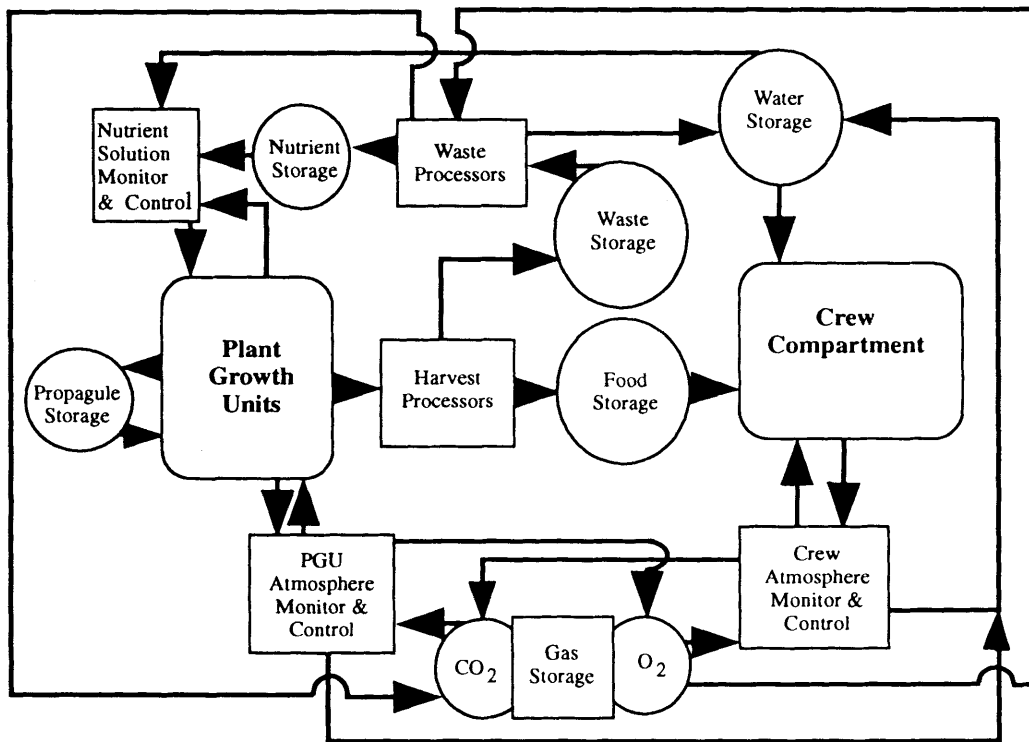 Water
Storage
Nutrient
Solution
Monitor
& Control
Nutrient
Storage
Waste
Processors
Waste
Storage
Plant
Growth
Units
Crew
Compartment
Propagule
Storage
Harvest
Processors
Food
Storage
PGU
Atmosphere
Monitor &
Control
Crew
Atmosphere
Monitor &
Control
CO₂
Gas
Storage
O₂